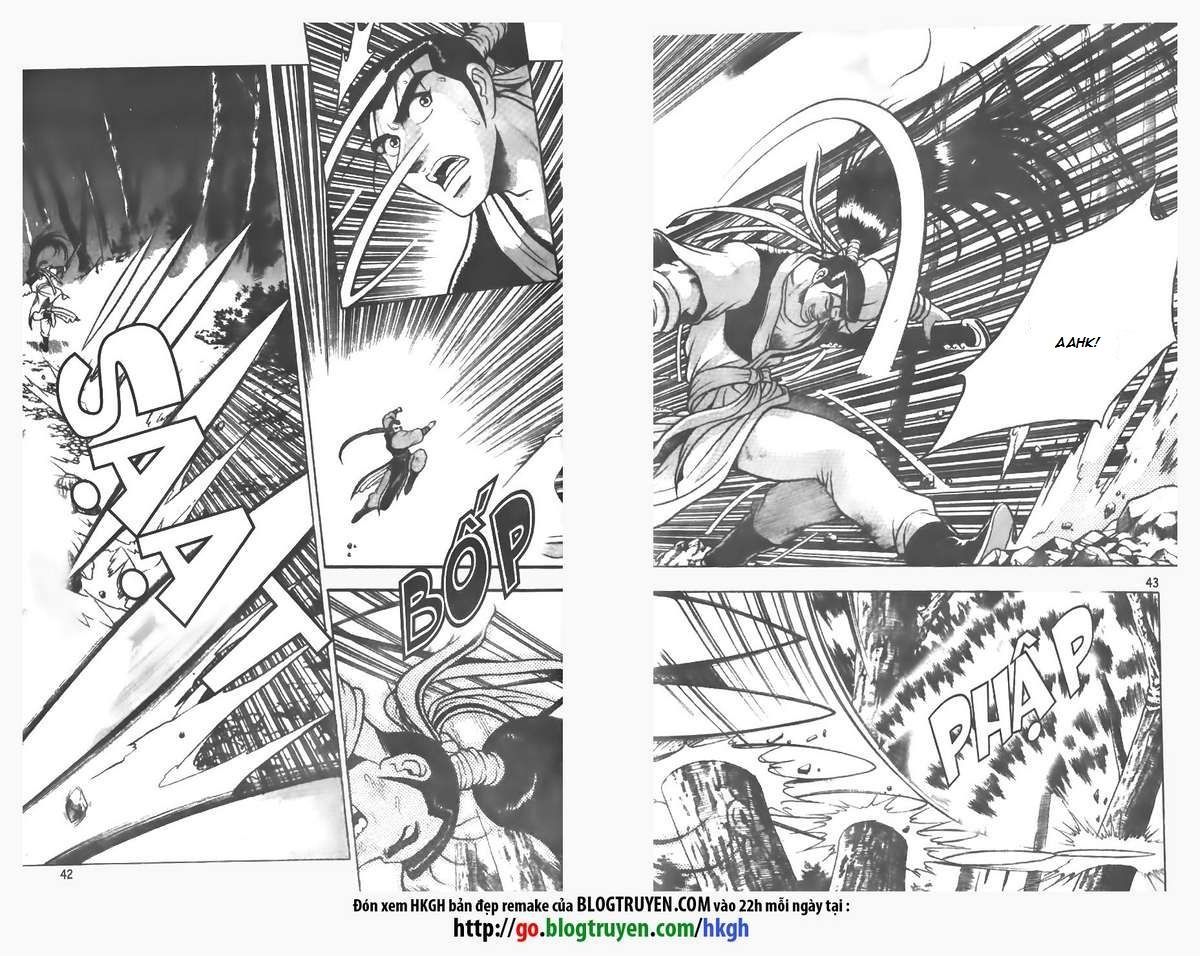 SẠAẠT
BỐP
42
AAHK!
43
PHẬP
Đón xem HKGH bản đẹp remake của BLOGTRUYEN.COM vào 22h mỗi ngày tại :
http://go.blogtruyen.com/hkgh